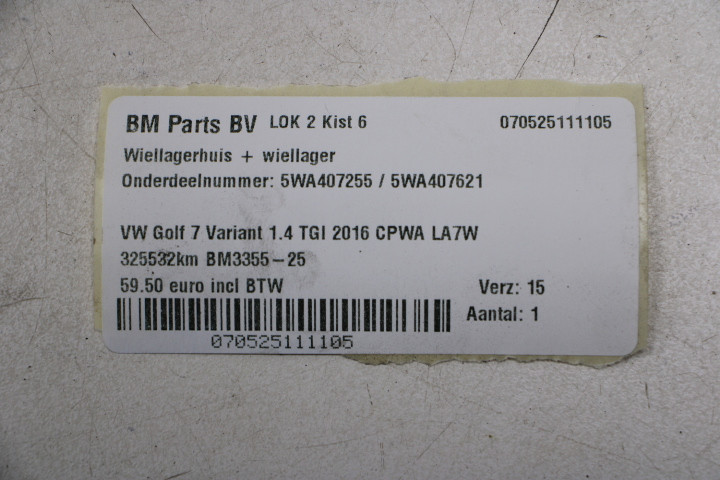 BM Parts BV LOK 2 Kist 6 070525111105
Wiellagerhuis + wiellager
Onderdeelnummer: 5WA407255 / 5WA407621
VW Golf 7 Variant 1.4 TGI 2016 CPWA LA7W
325532km BM3355-25
59.50 euro incl BTW Verz: 15
Aantal: 1
070525111105